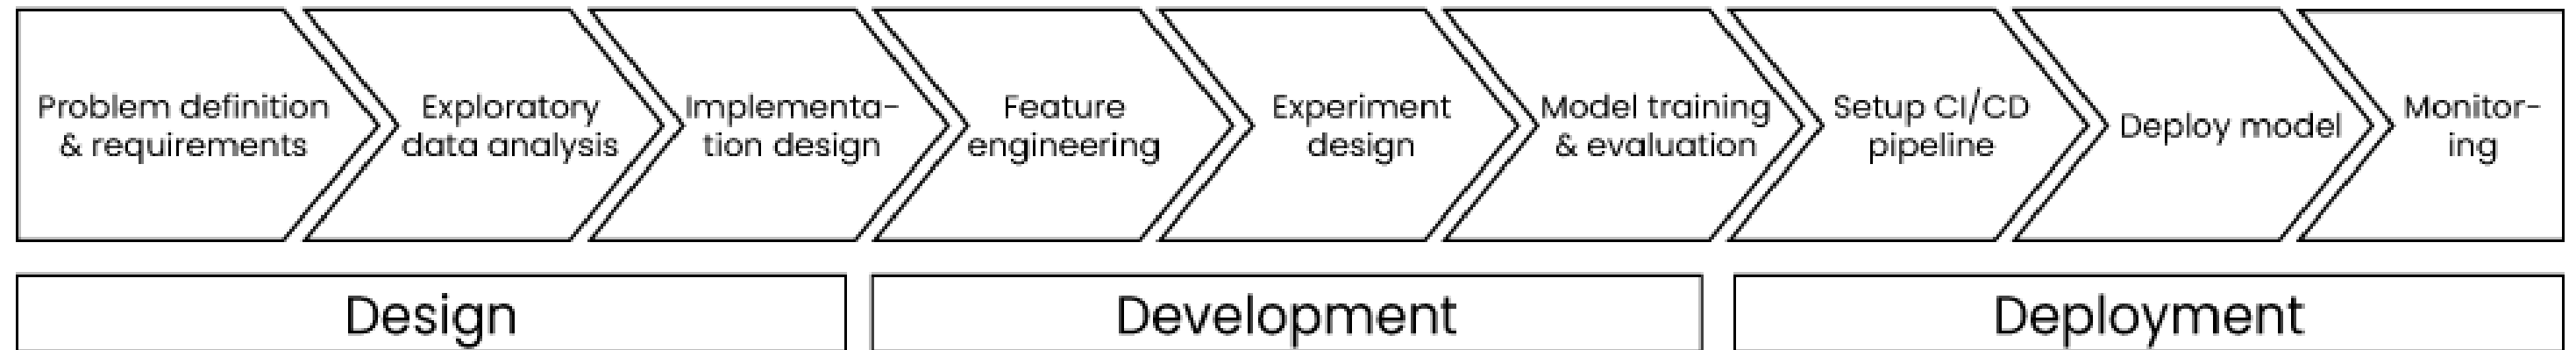 Problem definition
& requirements
Exploratory
data analysis
Implementa-
tion design
Feature
engineering
Experiment
design
Model training
& evaluation
Setup CI/CD
pipeline
Deploy model
Monitor-
ing
Design
Development
Deployment